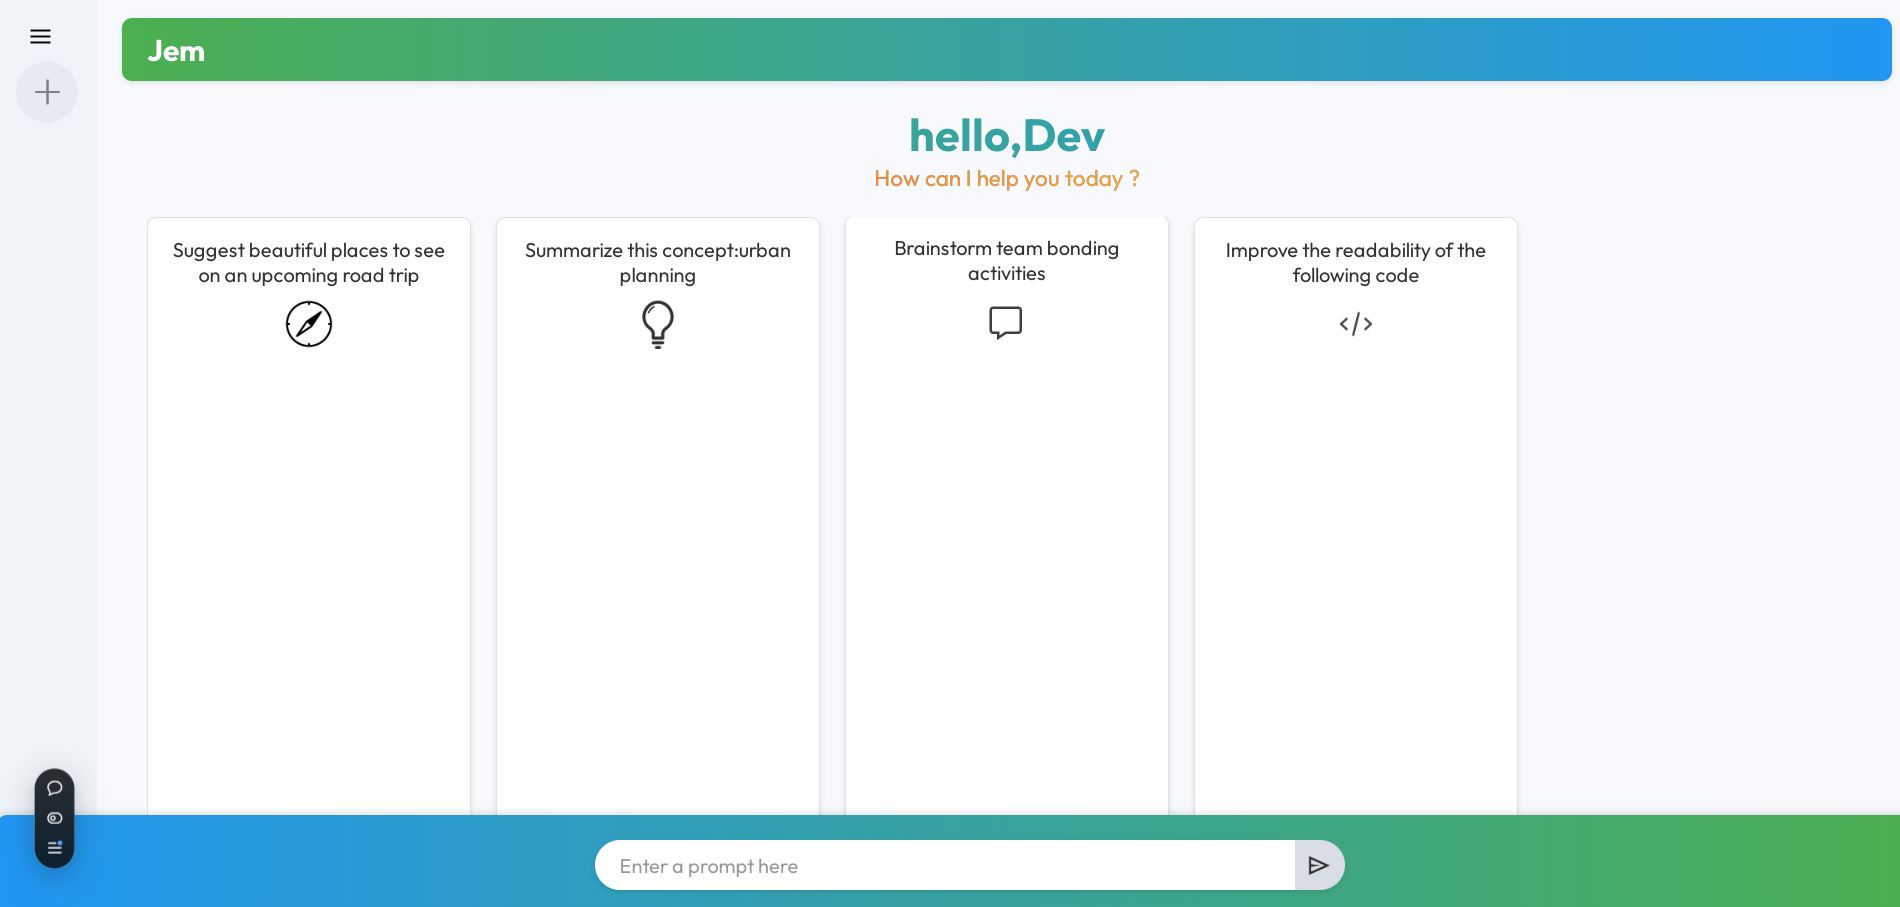 Jem
hello,Dev
How can I help you today ?
Suggest beautiful places to see
on an upcoming road trip
Summarize this concept:urban
planning
Brainstorm team bonding
activities
Improve the readability of the
following code
Enter a prompt here